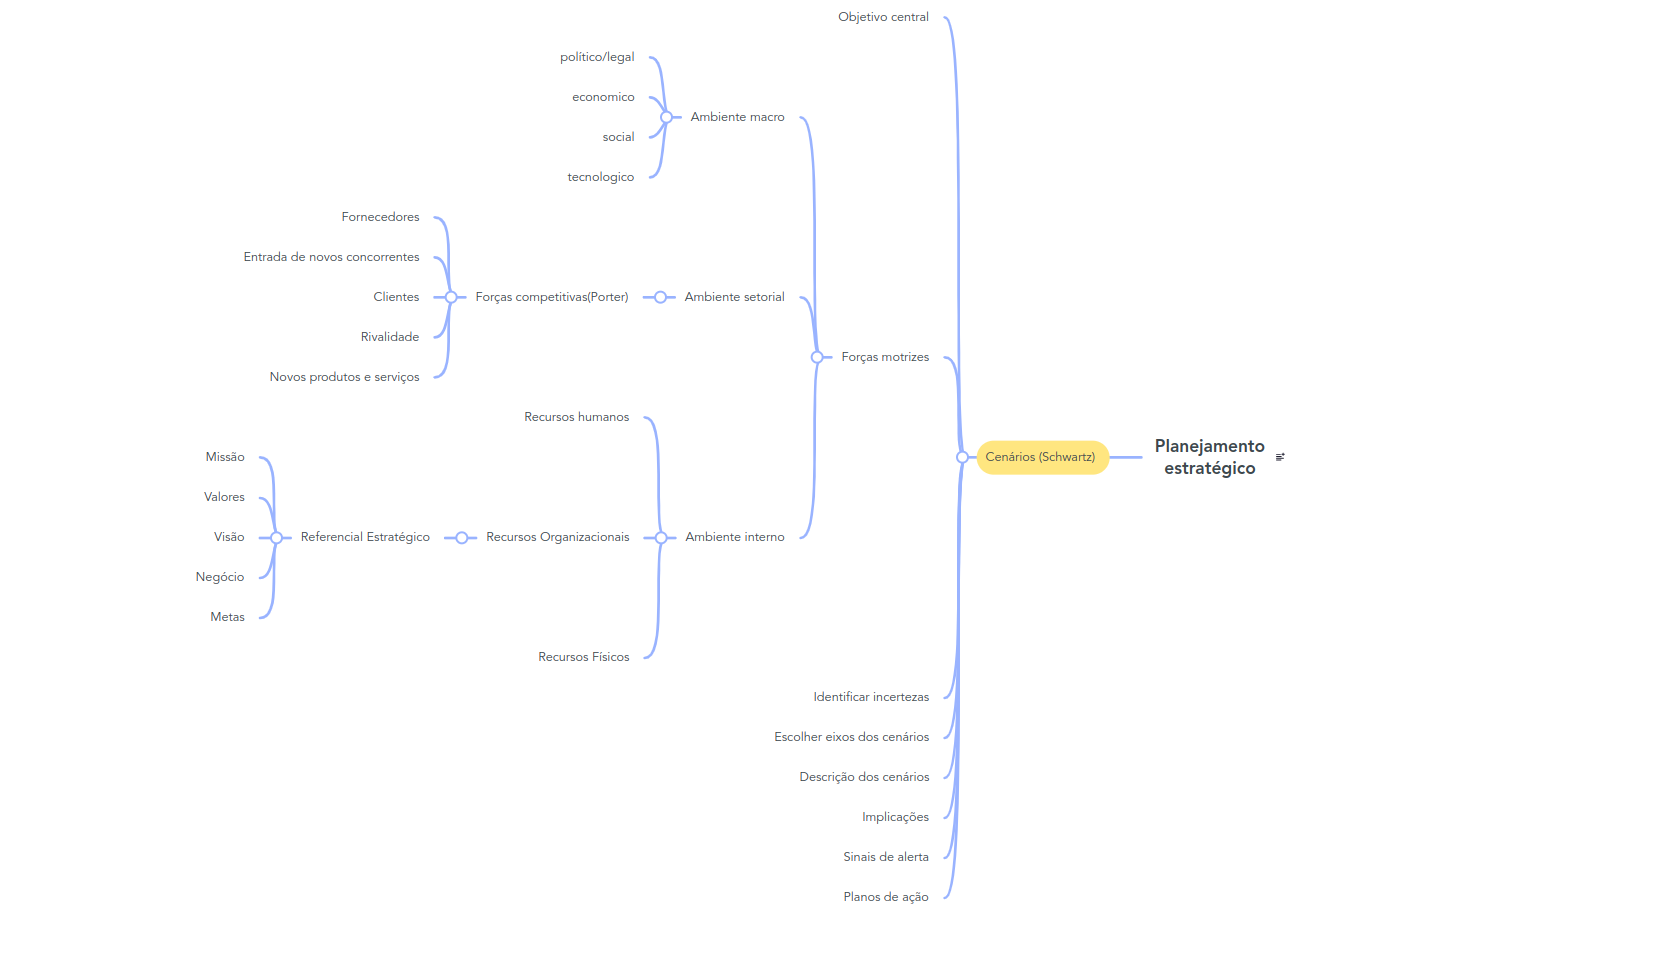 Objetivo central
político/legal
economico
Ambiente macro
social
tecnologico
Fornecedores
Entrada de novos concorrentes
Clientes
Forças competitivas(Porter)
Ambiente setorial
Rivalidade
Forças motrizes
Novos produtos e serviços
Recursos humanos
Missão
Cenários (Schwartz)
Planejamento
estratégico
Valores
Visão
Referencial Estratégico
Recursos Organizacionais
Ambiente interno
Negócio
Metas
Recursos Físicos
Identificar incertezas
Escolher eixos dos cenários
Descrição dos cenários
Implicações
Sinais de alerta
Planos de ação